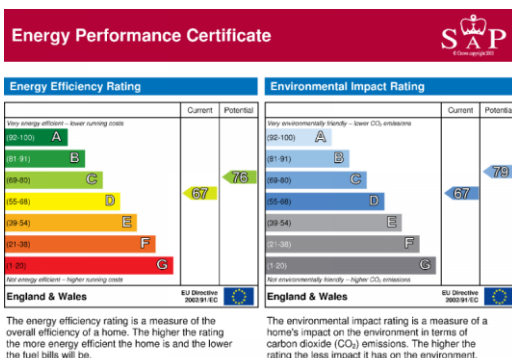 Energy Performance Certificate
SAP
© Crown copyright 2012
Energy Efficiency Rating
Current Potential
Very energy efficient – lower running costs
(92-100) A
(81-91) B
(69-80) C
76
(55-68) D
67
(39-54) E
(21-38) F
(1-20) G
Not energy efficient – higher running costs
England & Wales
EU Directive
2002/91/EC
The energy efficiency rating is a measure of the
overall efficiency of a home. The higher the rating
the more energy efficient the home is and the lower
the fuel bills will be.
Environmental Impact Rating
Current Potential
Very environmentally friendly – lower CO₂ emissions
(92-100) A
(81-91) B
(69-80) C
79
(55-68) D
67
(39-54) E
(21-38) F
(1-20) G
Not environmentally friendly – higher CO₂ emissions
England & Wales
EU Directive
2002/91/EC
The environmental impact rating is a measure of a
home's impact on the environment in terms of
carbon dioxide (CO₂) emissions. The higher the
rating the less impact it has on the environment.